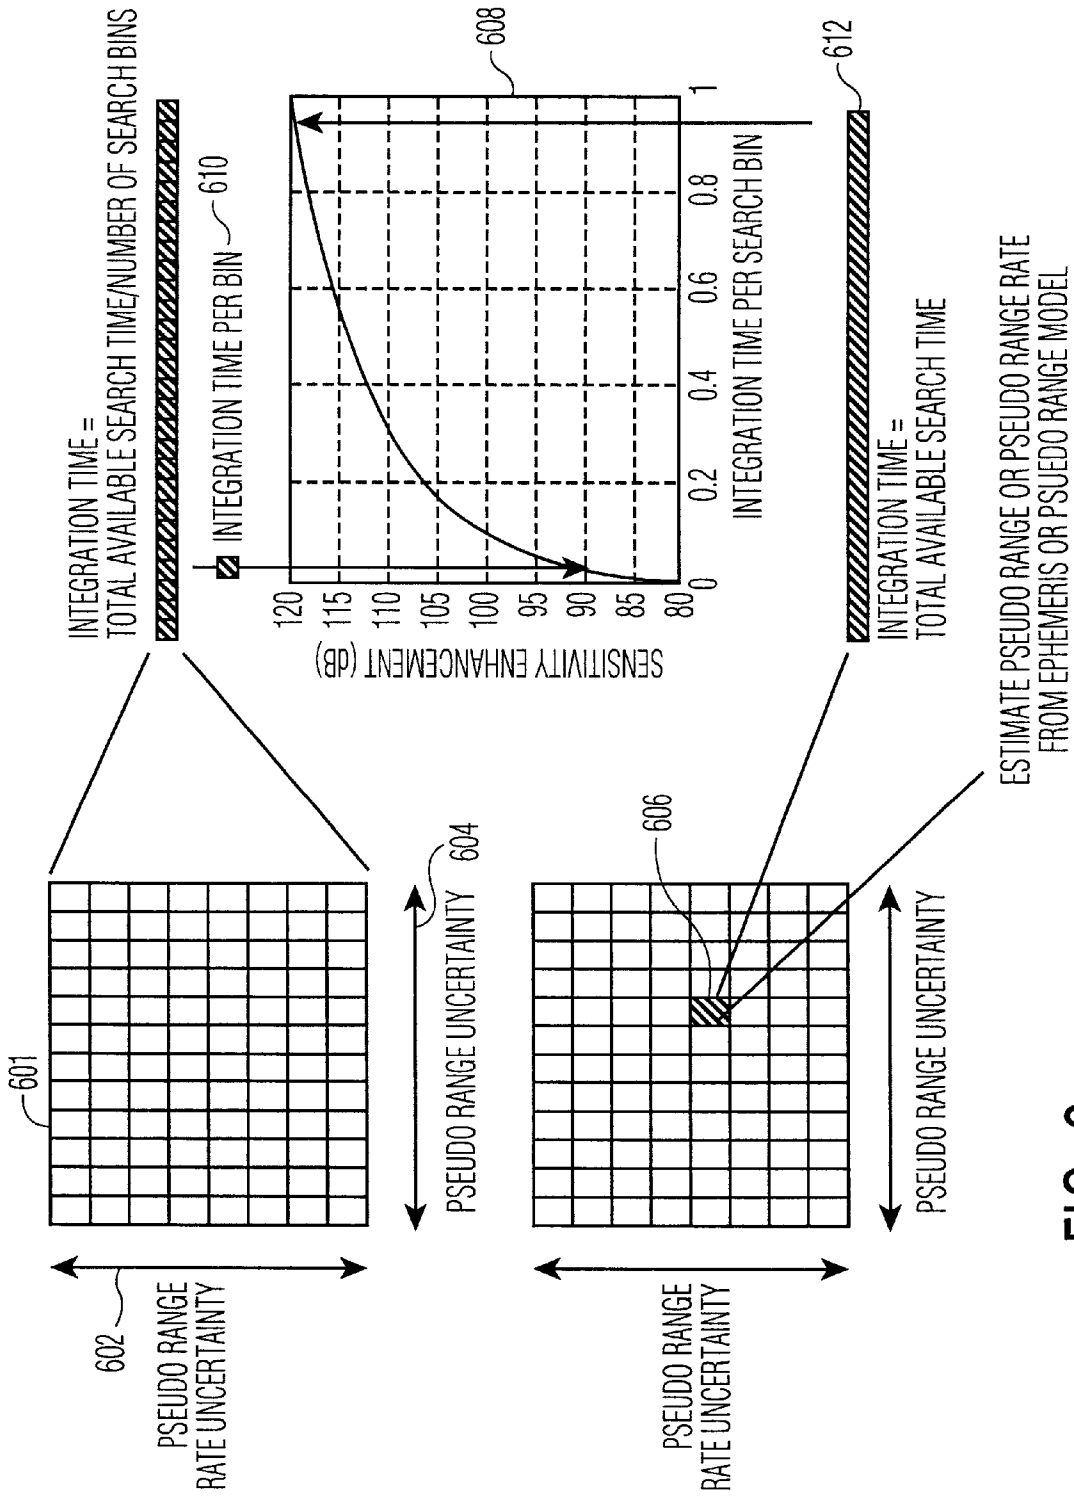 601
602
PSEUDO RANGE
RATE UNCERTAINTY
PSEUDO RANGE UNCERTAINTY
604
INTEGRATION TIME =
TOTAL AVAILABLE SEARCH TIME/NUMBER OF SEARCH BINS
INTEGRATION TIME PER BIN
610
SENSITIVITY ENHANCEMENT (dB)
120
115
110
105
100
95
90
85
80
0
0.2
0.4
0.6
0.8
1
INTEGRATION TIME PER SEARCH BIN
608
606
PSEUDO RANGE
RATE UNCERTAINTY
PSEUDO RANGE UNCERTAINTY
612
INTEGRATION TIME =
TOTAL AVAILABLE SEARCH TIME
ESTIMATE PSEUDO RANGE OR PSEUDO RANGE RATE
FROM EPHEMERIS OR PSUEDO RANGE MODEL